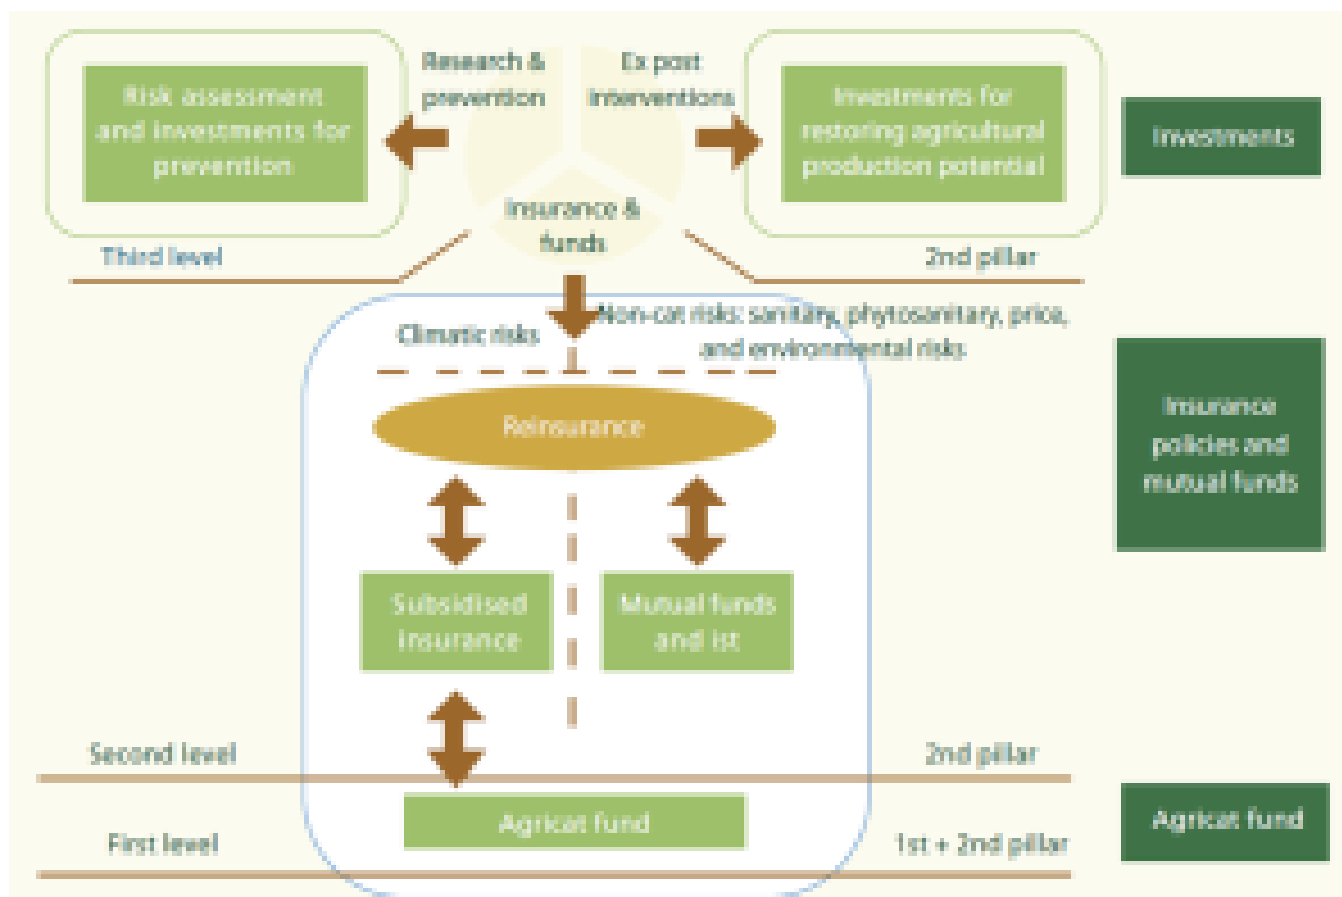 Research &
prevention
Ex post
interventions
Risk assessment
and investments for
prevention
Investments for
restoring agricultural
production potential
Investments
Insurance &
funds
Third level
2nd pillar
Climatic risks
Non-cat risks: sanitary, phytosanitary, price,
and environmental risks
Reinsurance
Insurance
policies and
mutual funds
Subsidised
insurance
Mutual funds
and ist
Second level
2nd pillar
Agricat fund
Agricat fund
First level
1st + 2nd pillar